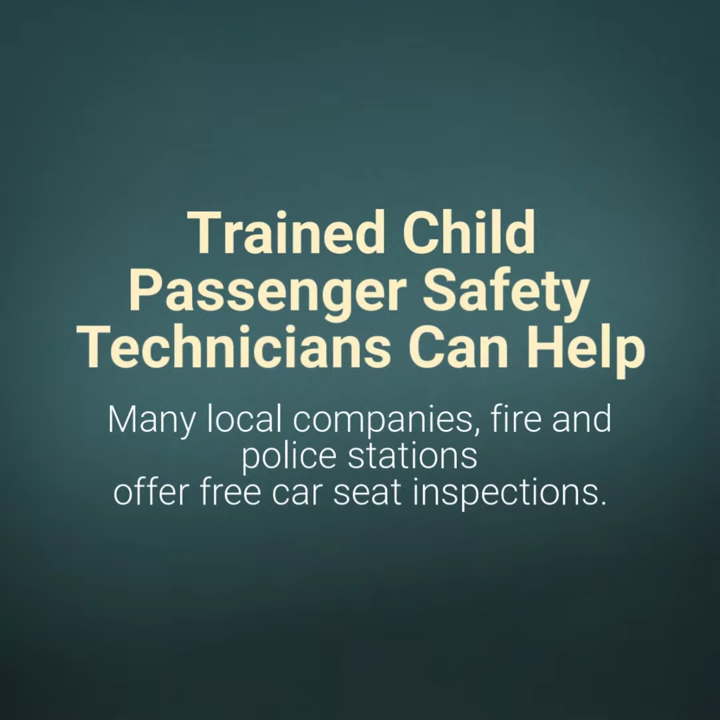 Trained Child
Passenger Safety
Technicians Can Help
Many local companies, fire and
police stations
offer free car seat inspections.